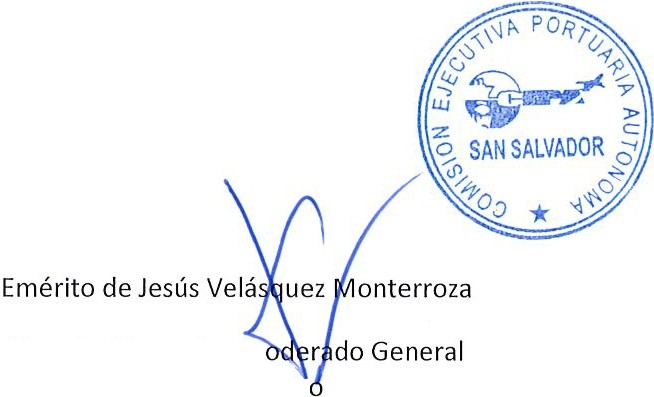 COMISION EJECUTIVA PORTUARIA AUTONOMA
SAN SALVADOR
Emérito de Jesús Velásquez Monterroza
oderado General
o